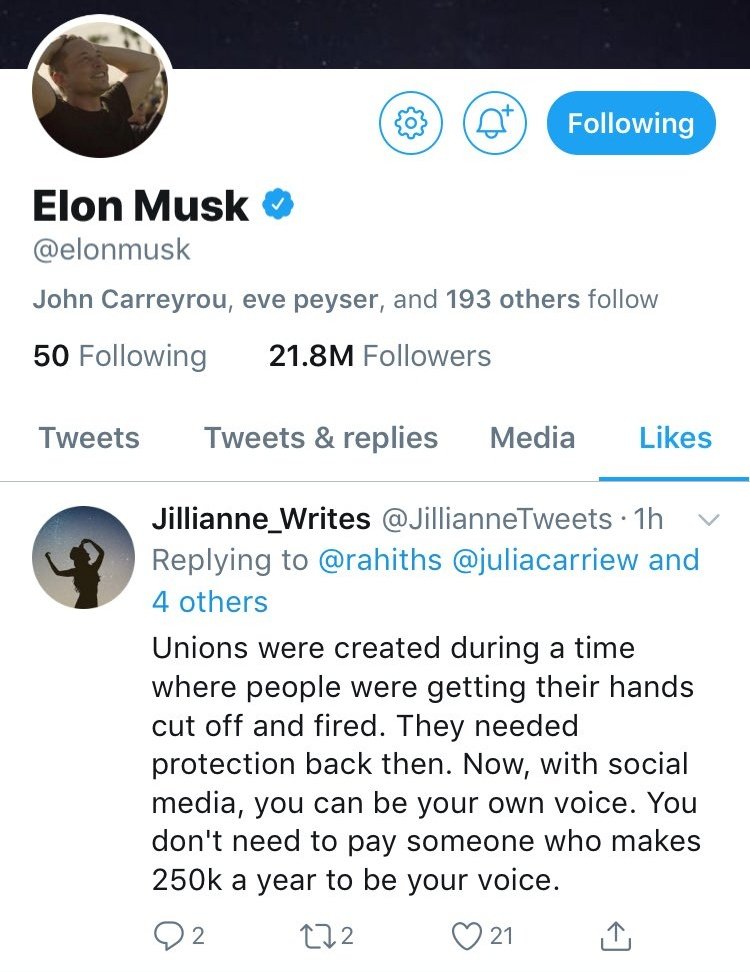 Following
Elon Musk
@elonmusk
John Carreyrou, eve peyser, and 193 others follow
50 Following 21.8M Followers
Tweets Tweets & replies Media Likes
Jillianne_Writes @JillianneTweets · 1h
Replying to @rahiths @juliacarriew and
4 others
Unions were created during a time
where people were getting their hands
cut off and fired. They needed
protection back then. Now, with social
media, you can be your own voice. You
don't need to pay someone who makes
250k a year to be your voice.
2 2 21